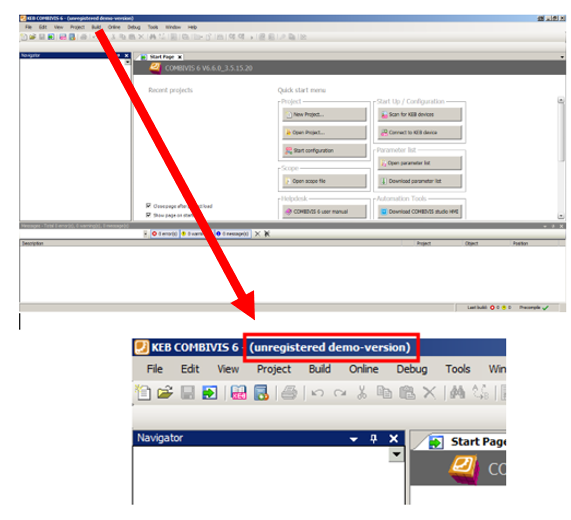 KEB COMBIVIS 6 - (unregistered demo-version)
File Edit View Project Build Online Debug Tools Window Help
Navigator
Start Page
COMBIVIS 6 V6.6.0_3.5.15.20
Recent projects
Quick start menu
Project
Start Up / Configuration
New Project...
Scan for KEB devices
Open Project...
Connect to KEB device
Start configuration
Parameter list
Open parameter list
Scope
Open scope file
Download parameter list
Helpdesk
Automation Tools
COMBIVIS 6 user manual
Download COMBIVIS studio HMI
Close page after
load
Show page on start
Messages - Total 0 error(s), 0 warning(s), 0 message(s)
0 error(s)
0 warn
0 message(s)
Description
Project
Object
Position
Last build: 0 0
Precompile
KEB COMBIVIS 6 - (unregistered demo-version)
File Edit View Project Build Online Debug Tools Win
KEB
Navigator
Start Page
CO